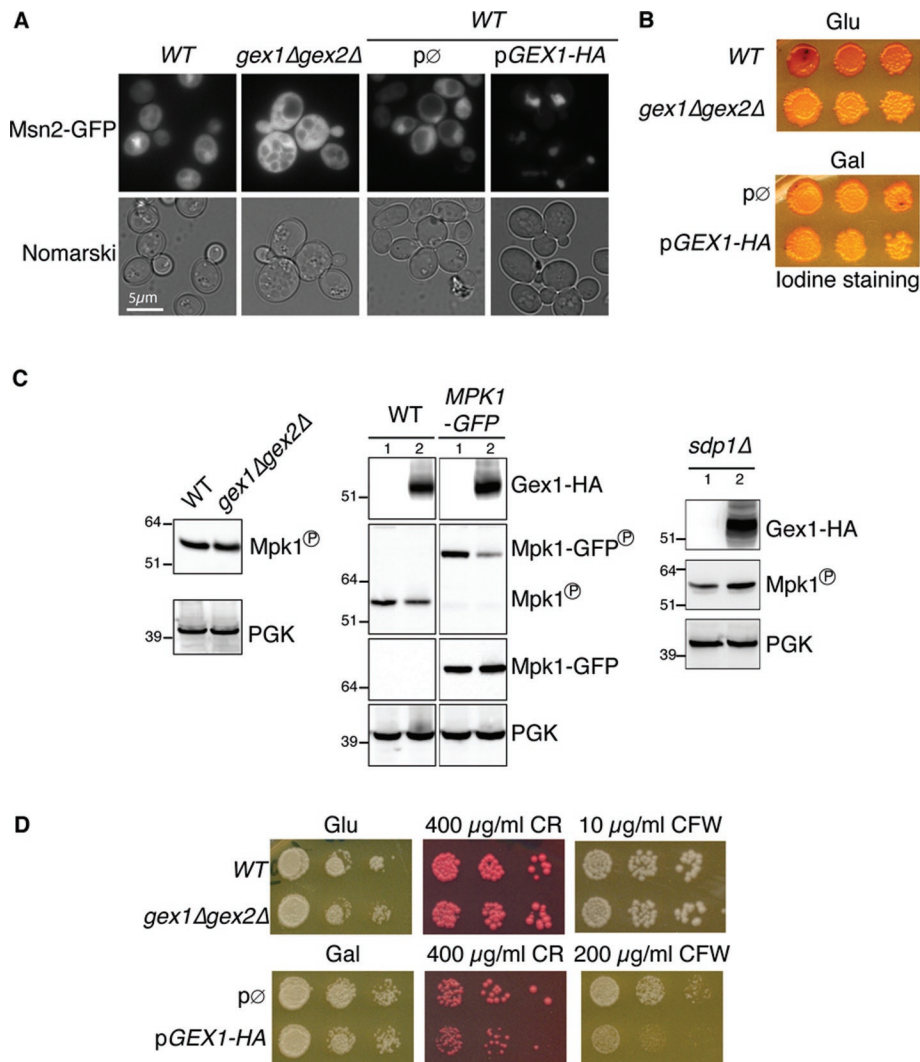 A
WT
WT gex1Δgex2Δ p∅ pGEX1-HA
Msn2-GFP
Nomarski
5µm
B
Glu
WT
gex1Δgex2Δ
Gal
p∅
pGEX1-HA
Iodine staining
C
WT gex1Δgex2Δ
64
51
Mpk1Ⓟ
39
PGK
WT MPK1
-GFP
1 2 1 2
51
Gex1-HA
Mpk1-GFPⓅ
64
Mpk1Ⓟ
51
Mpk1-GFP
64
39
PGK
sdp1Δ
1 2
51
Gex1-HA
64
Mpk1Ⓟ
51
39
PGK
D
Glu 400 µg/ml CR 10 µg/ml CFW
WT
gex1Δgex2Δ
Gal 400 µg/ml CR 200 µg/ml CFW
p∅
pGEX1-HA